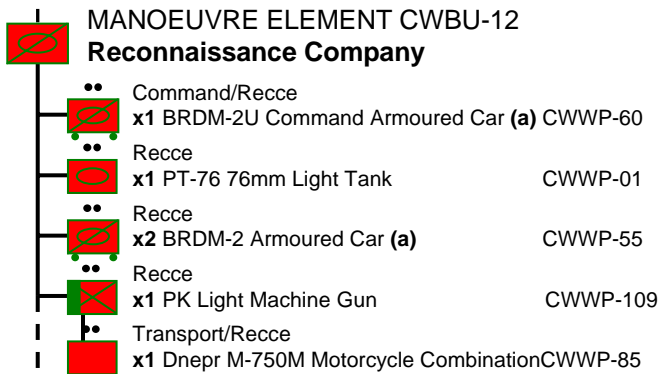 MANOEUVRE ELEMENT CWBU-12
Reconnaissance Company
Command/Recce
x1 BRDM-2U Command Armoured Car (a) CWWP-60
Recce
x1 PT-76 76mm Light Tank CWWP-01
Recce
x2 BRDM-2 Armoured Car (a) CWWP-55
Recce
x1 PK Light Machine Gun CWWP-109
Transport/Recce
x1 Dnepr M-750M Motorcycle CombinationCWWP-85